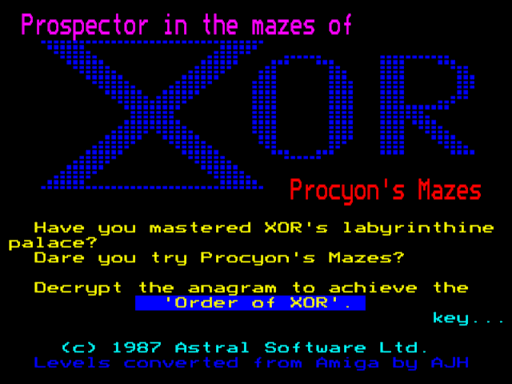 Prospector in the mazes of
XOR
Procyon's Mazes
Have you mastered XOR's labyrinthine
palace?
Dare you try Procyon's Mazes?
Decrypt the anagram to achieve the
'Order of XOR'.
key...
(c) 1987 Astral Software Ltd.
Levels converted from Amiga by AJH